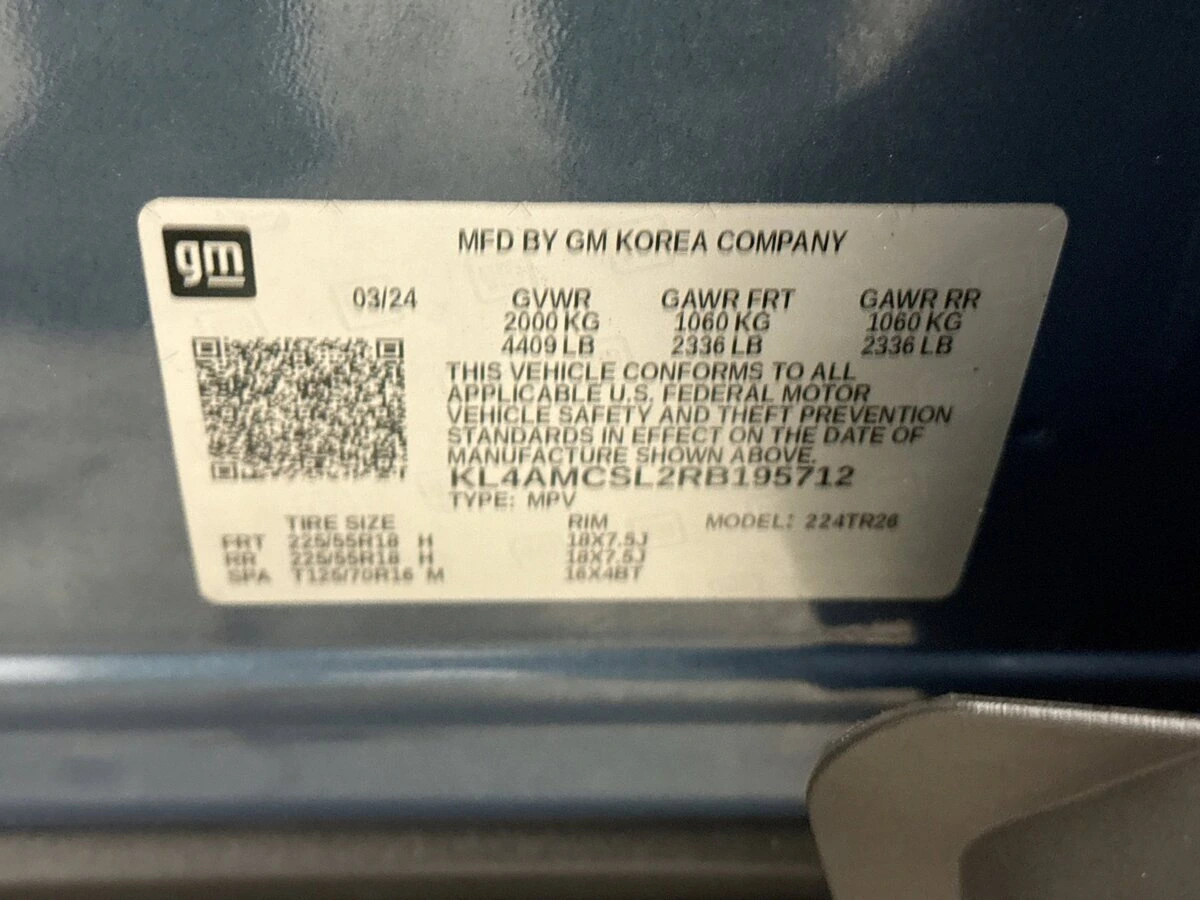 gm
MFD BY GM KOREA COMPANY
03/24 GVWR GAWR FRT GAWR RR
2000 KG 1060 KG 1060 KG
4409 LB 2336 LB 2336 LB
THIS VEHICLE CONFORMS TO ALL
APPLICABLE U.S. FEDERAL MOTOR
VEHICLE SAFETY AND THEFT PREVENTION
STANDARDS IN EFFECT ON THE DATE OF
MANUFACTURE SHOWN ABOVE.
KL4AMCSL2RB195712
TYPE: MPV
TIRE SIZE RIM MODEL: 224TR26
FRT 225/55R18 H 18X7.5J
RR 225/55R18 H 18X7.5J
SPA T125/70R16 M 16X4BT